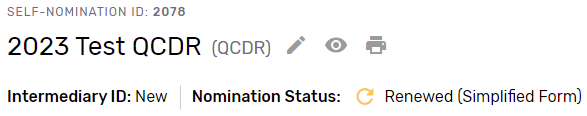 SELF-NOMINATION ID: 2078
2023 Test QCDR (QCDR)
Intermediary ID: New Nomination Status: Renewed (Simplified Form)